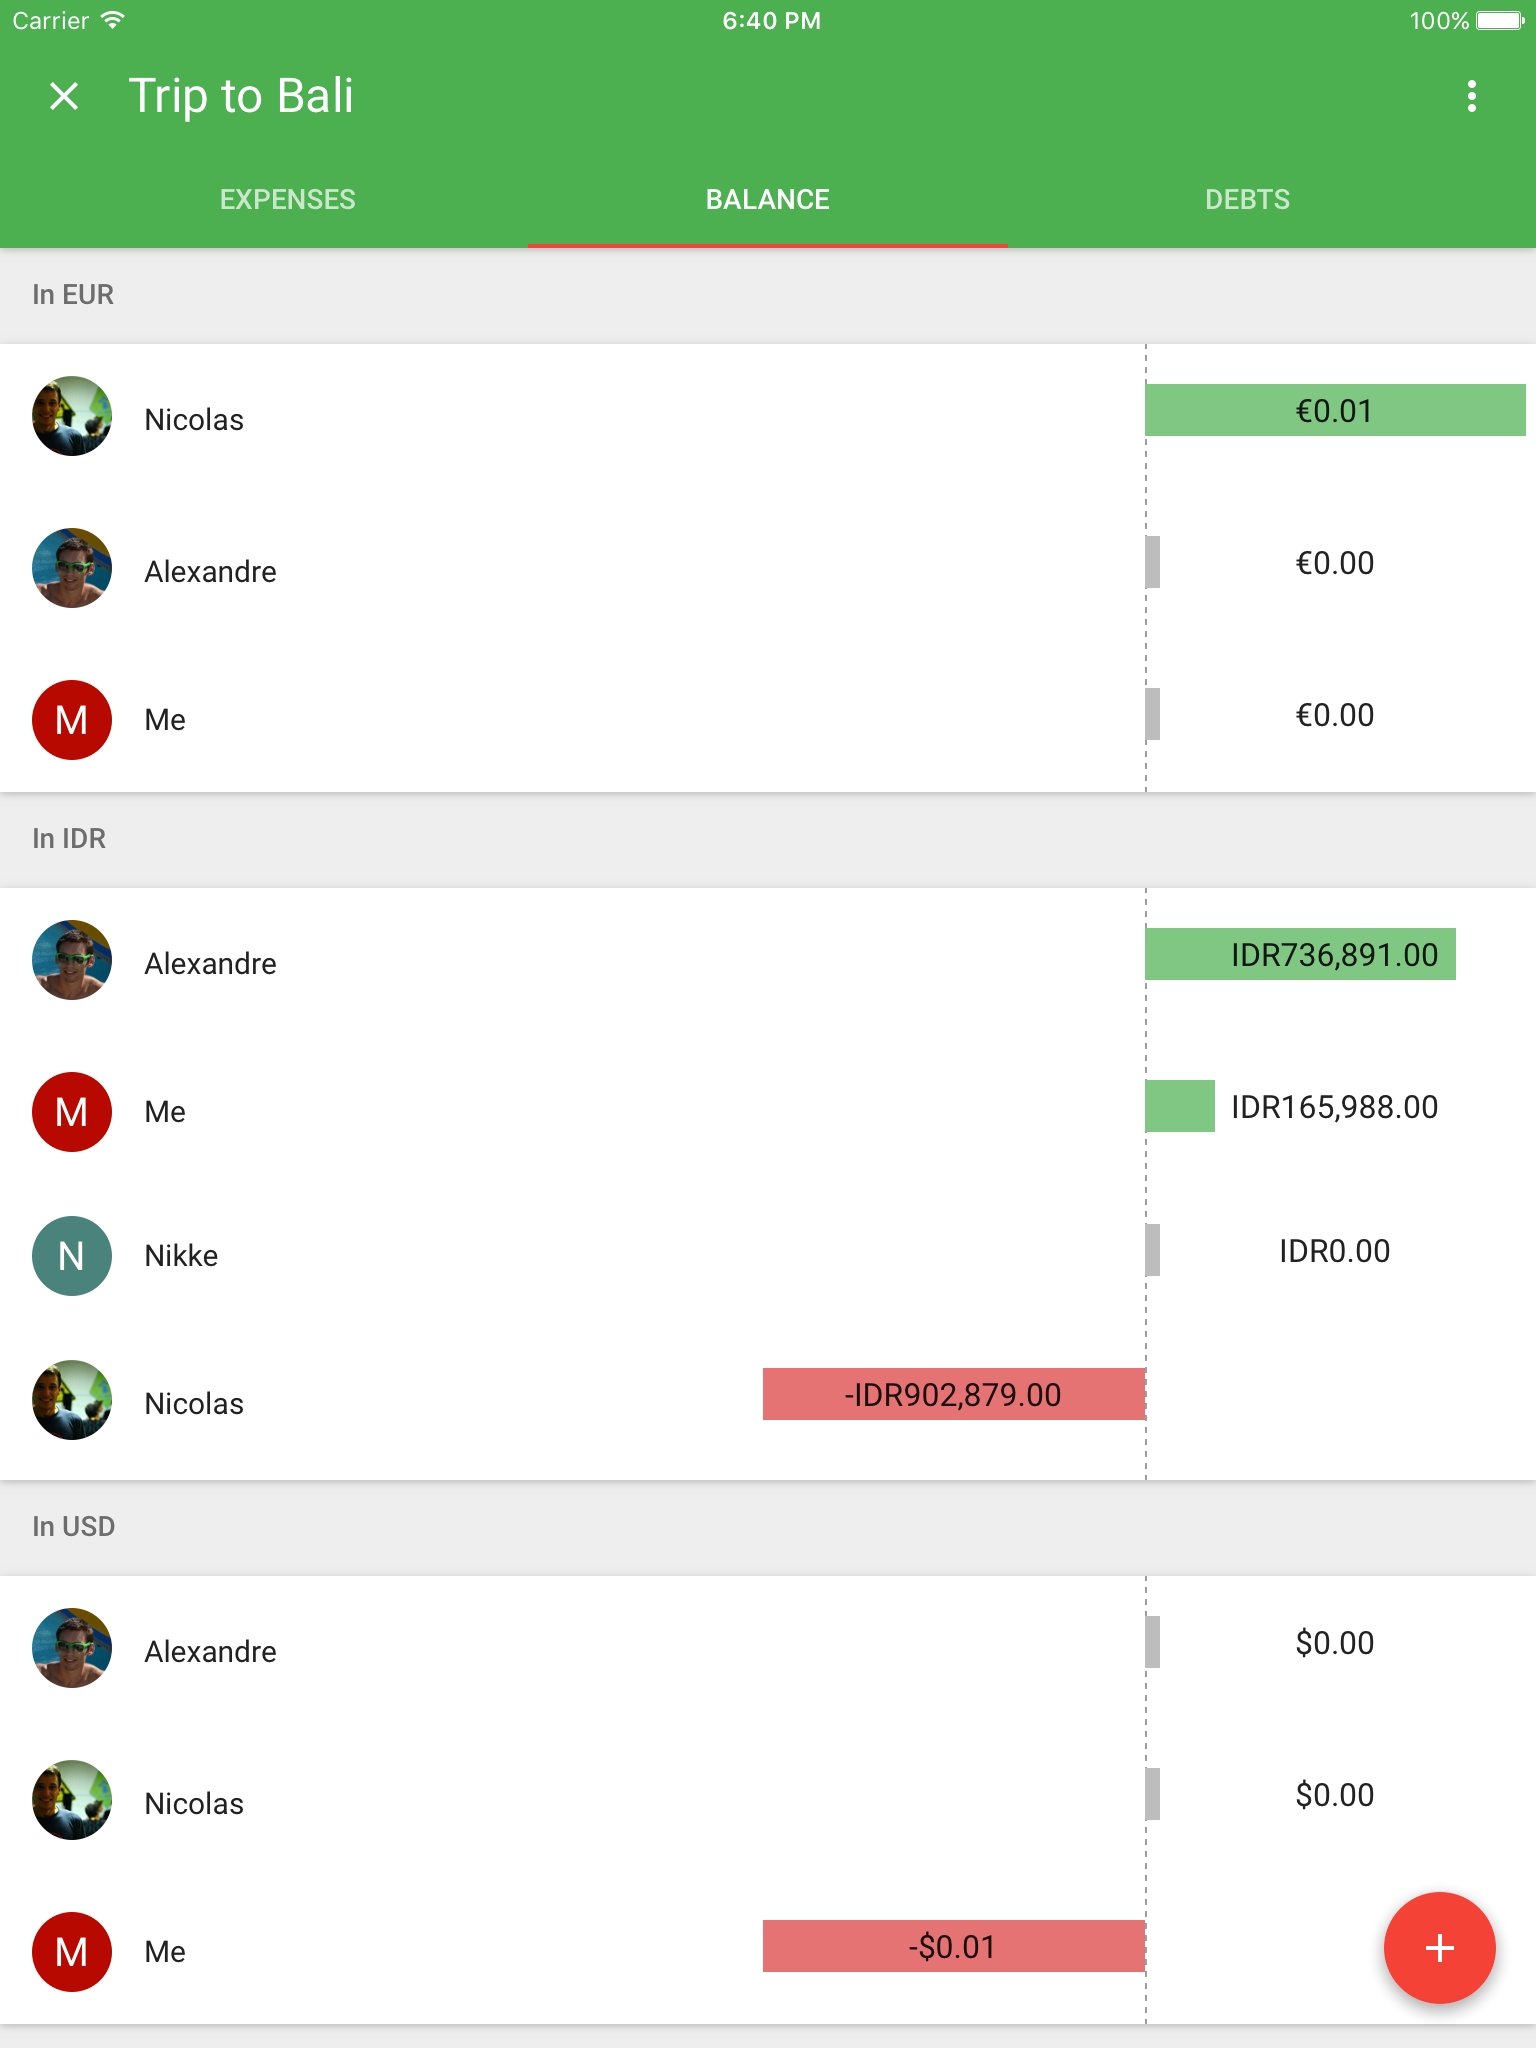 Carrier 6:40 PM 100%
Trip to Bali
EXPENSES BALANCE DEBTS
In EUR
Nicolas €0.01
Alexandre €0.00
M Me €0.00
In IDR
Alexandre IDR736,891.00
M Me IDR165,988.00
N Nikke IDR0.00
Nicolas -IDR902,879.00
In USD
Alexandre $0.00
Nicolas $0.00
M Me -$0.01